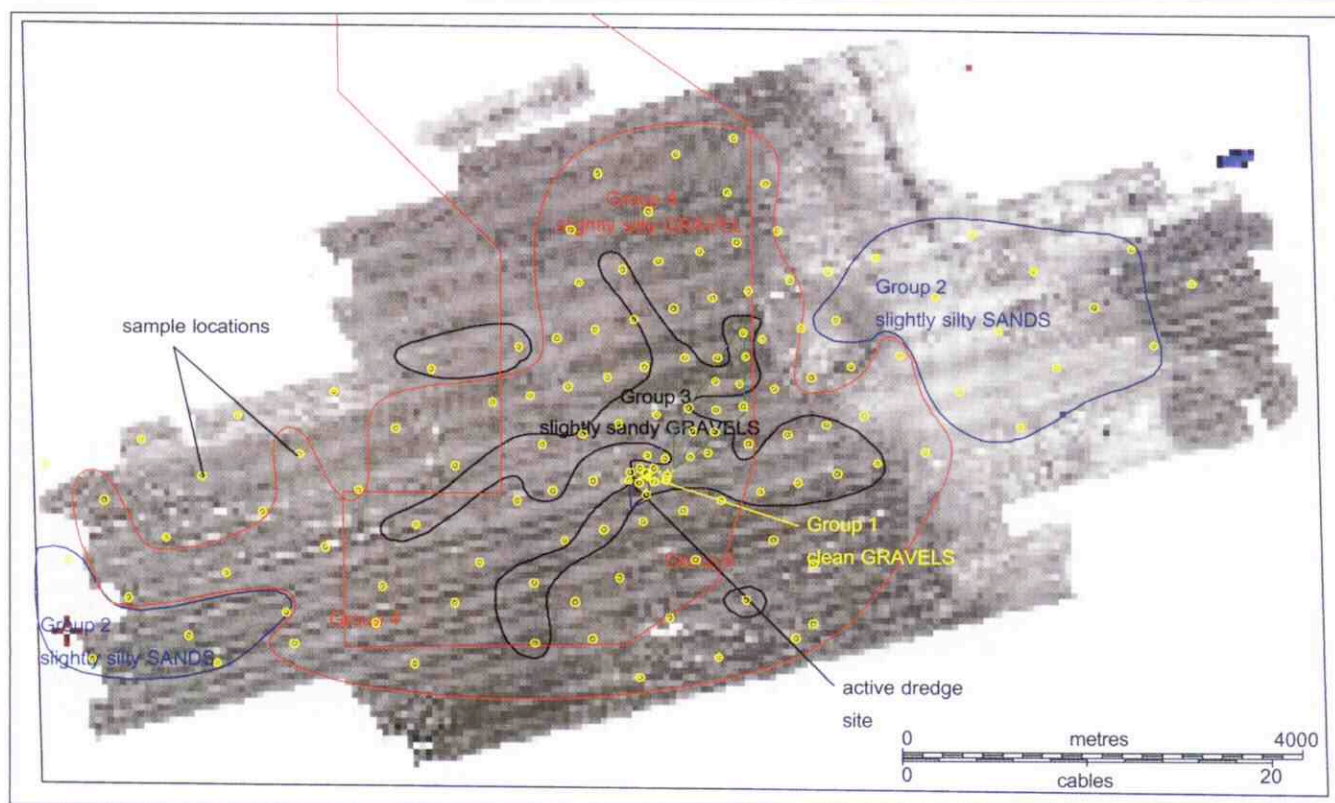 Group 4
slightly silty GRAVEL
Group 2
slightly silty SANDS
sample locations
Group 3
slightly sandy GRAVELS
Group 1
clean GRAVELS
Group 4
Group 2
slightly silty SANDS
active dredge
site
0 metres 4000
0 cables 20